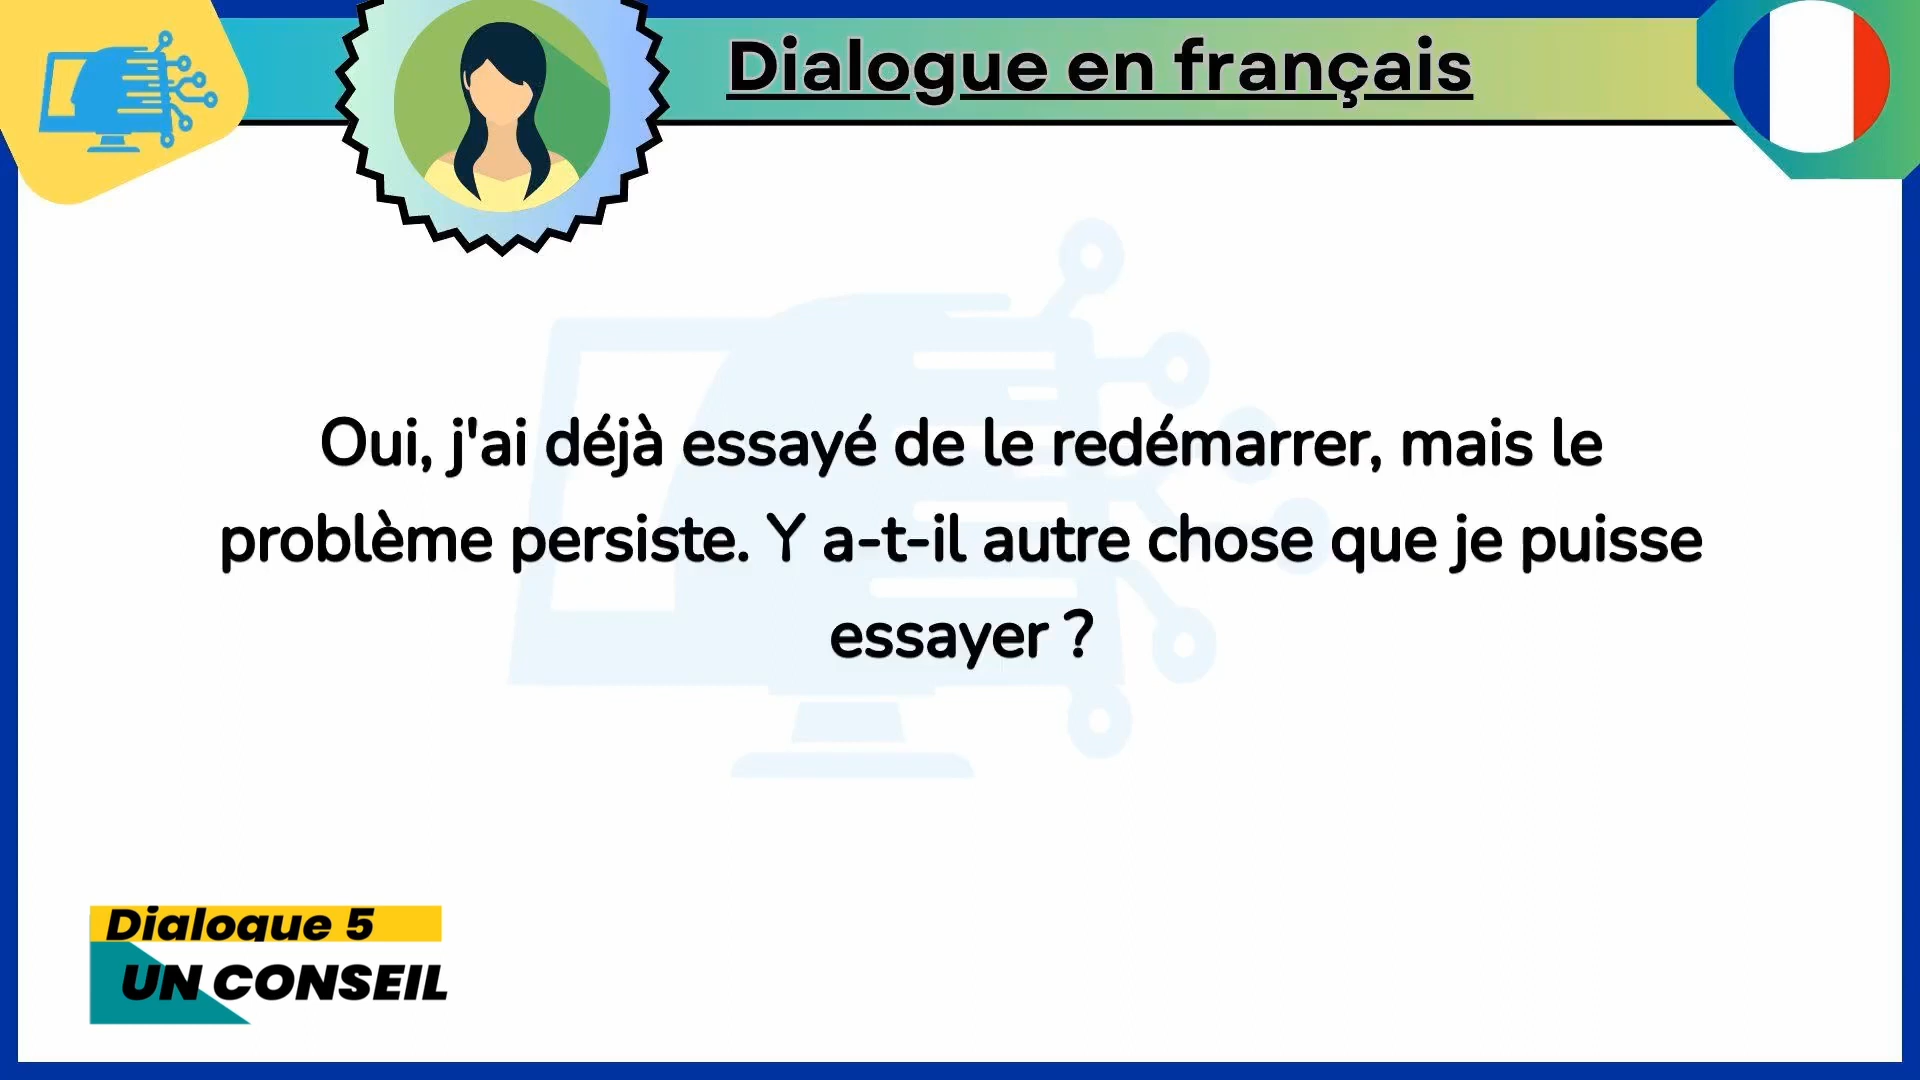 Dialogue en français
Oui, j'ai déjà essayé de le redémarrer, mais le
problème persiste. Y a-t-il autre chose que je puisse
essayer ?
Dialogue 5
UN CONSEIL